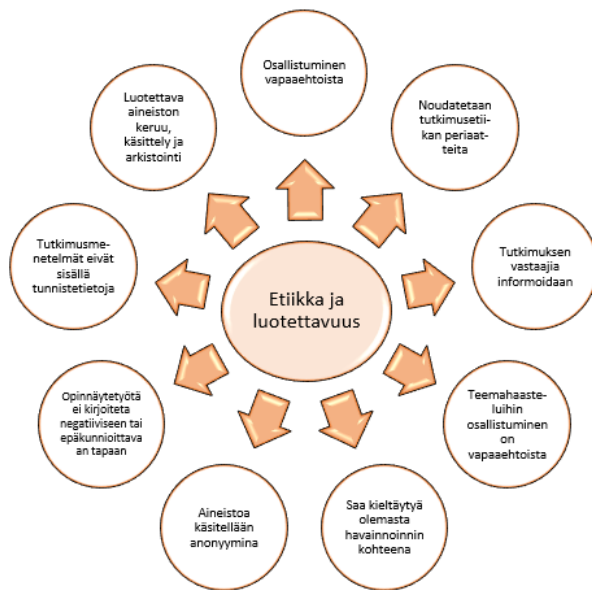 Osallistuminen
vapaaehtoista
Noudatetaan
tutkimusetii-
kan periaat-
teita
Tutkimuksen
vastaajia
informoidaan
Teemahaaste-
luihin
osallistuminen
on
vapaaehtoista
Saa kieltäytyä
olemasta
havainnoinnin
kohteena
Aineistoa
käsitellään
anonyymina
Opinnäytetyötä
ei kirjoiteta
negatiiviseen tai
epäkunnioittava
an tapaan
Tutkimusme-
netelmät eivät
sisällä
tunnistetietoja
Luotettava
aineiston
keruu,
käsittely ja
arkistointi
Etiikka ja
luotettavuus